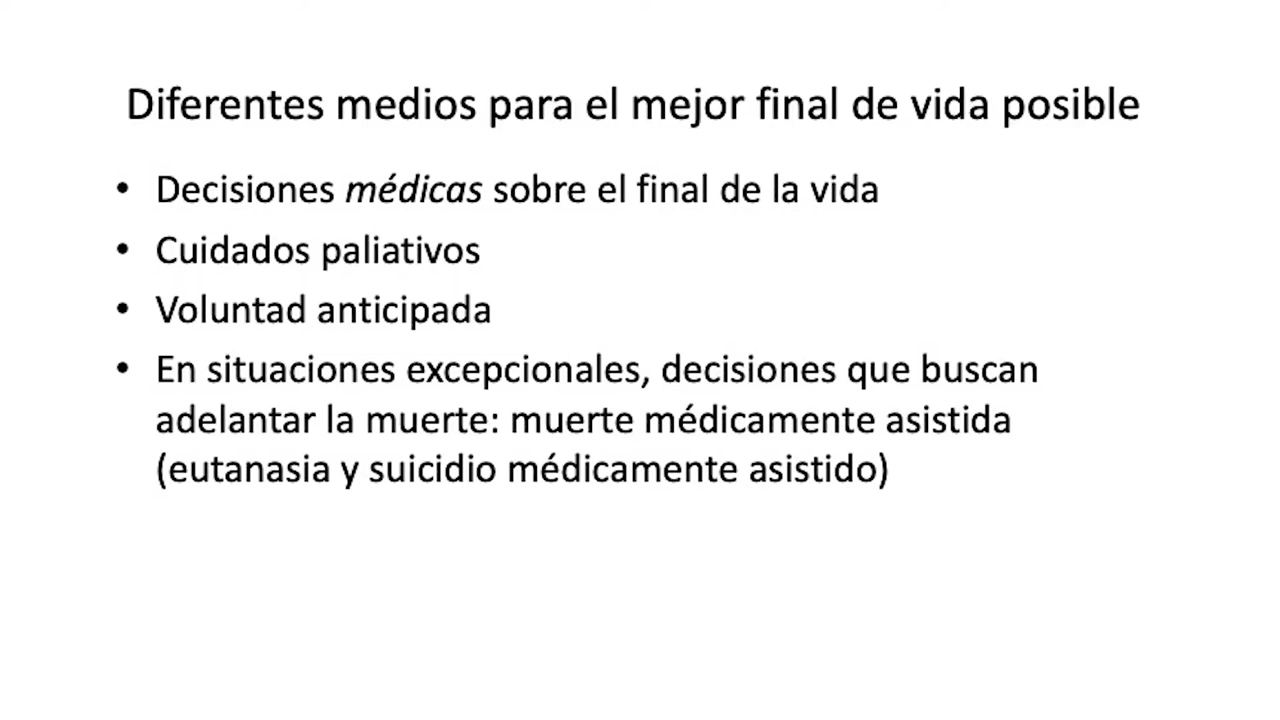 Diferentes medios para el mejor final de vida posible
• Decisiones médicas sobre el final de la vida
• Cuidados paliativos
• Voluntad anticipada
• En situaciones excepcionales, decisiones que buscan
adelantar la muerte: muerte médicamente asistida
(eutanasia y suicidio médicamente asistido)